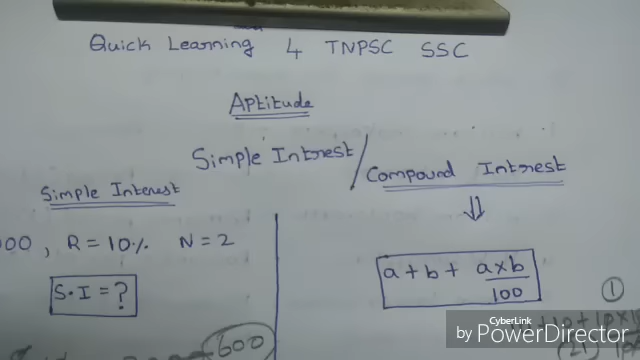 Quick Learning 4 TNPSC SSC
Aptitude
Simple Intrest / Compound Intrest
Simple Interest
000, R = 10% N = 2
S.I = ?
600
⇓
a + b + a×b/100
①
CyberLink
by PowerDirector